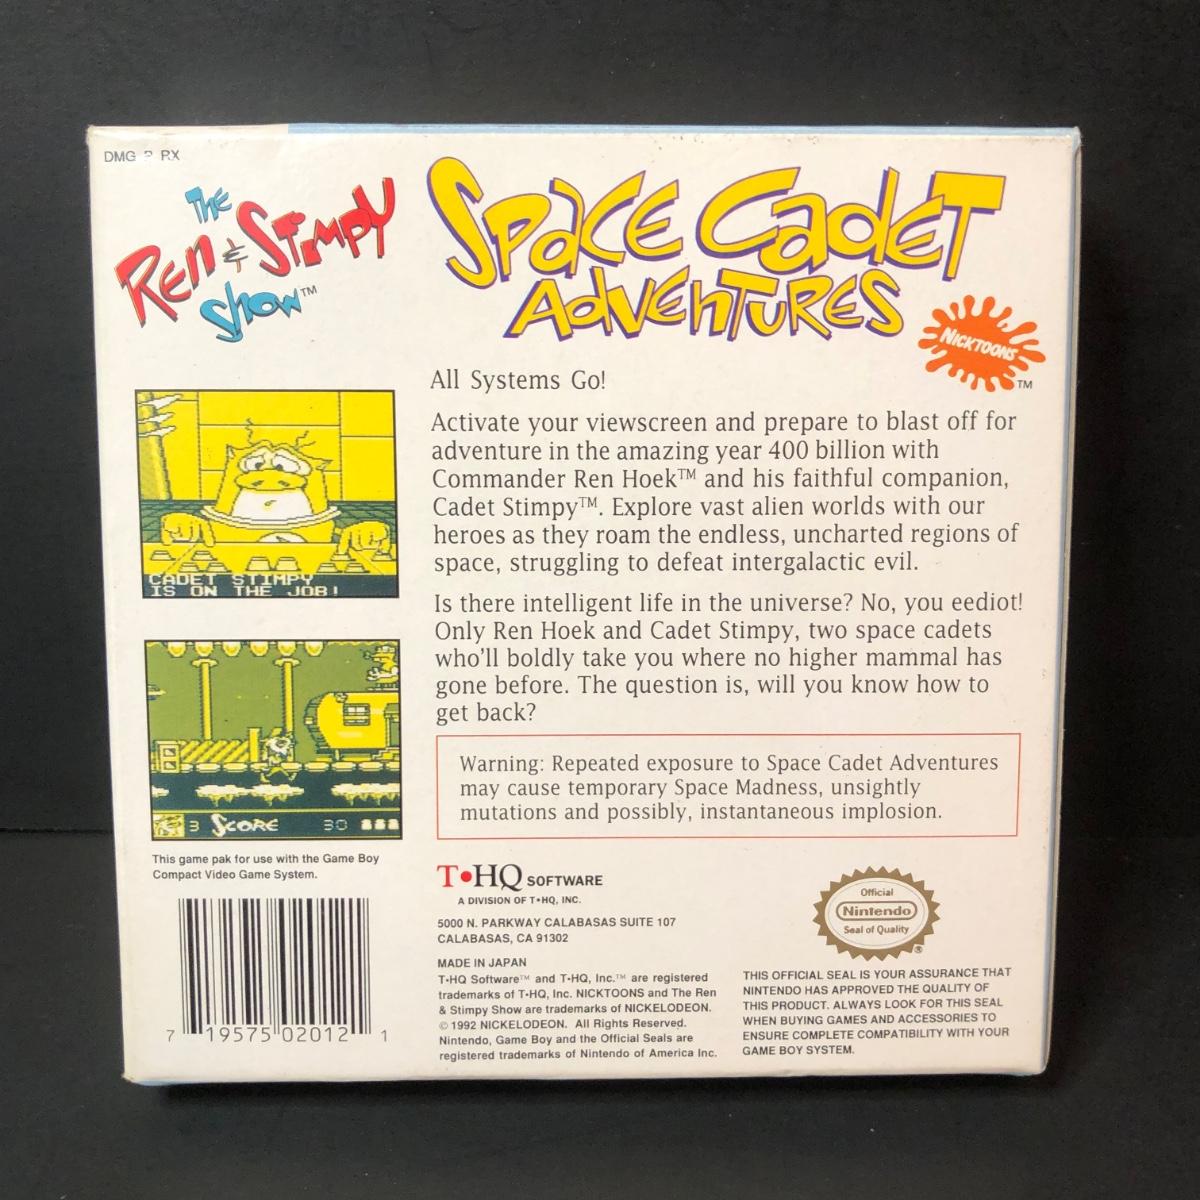 DMG P RX
The
Ren & Stimpy
Show™
Space Cadet
Adventures
NICKTOONS
TM
All Systems Go!
Activate your viewscreen and prepare to blast off for
adventure in the amazing year 400 billion with
Commander Ren Hoek™ and his faithful companion,
Cadet Stimpy™. Explore vast alien worlds with our
heroes as they roam the endless, uncharted regions of
space, struggling to defeat intergalactic evil.
Is there intelligent life in the universe? No, you eediot!
Only Ren Hoek and Cadet Stimpy, two space cadets
who'll boldly take you where no higher mammal has
gone before. The question is, will you know how to
get back?
Warning: Repeated exposure to Space Cadet Adventures
may cause temporary Space Madness, unsightly
mutations and possibly, instantaneous implosion.
CADET STIMPY
IS ON THE JOB!
3 SCORE 30
This game pak for use with the Game Boy
Compact Video Game System.
7 19575 02012 1
T•HQ SOFTWARE
A DIVISION OF T•HQ, INC.
5000 N. PARKWAY CALABASAS SUITE 107
CALABASAS, CA 91302
MADE IN JAPAN
T•HQ Software™ and T•HQ, Inc.™ are registered
trademarks of T•HQ, Inc. NICKTOONS and The Ren
& Stimpy Show are trademarks of NICKELODEON.
© 1992 NICKELODEON. All Rights Reserved.
Nintendo, Game Boy and the Official Seals are
registered trademarks of Nintendo of America Inc.
Official
Nintendo
Seal of Quality
®
THIS OFFICIAL SEAL IS YOUR ASSURANCE THAT
NINTENDO HAS APPROVED THE QUALITY OF
THIS PRODUCT. ALWAYS LOOK FOR THIS SEAL
WHEN BUYING GAMES AND ACCESSORIES TO
ENSURE COMPLETE COMPATIBILITY WITH YOUR
GAME BOY SYSTEM.